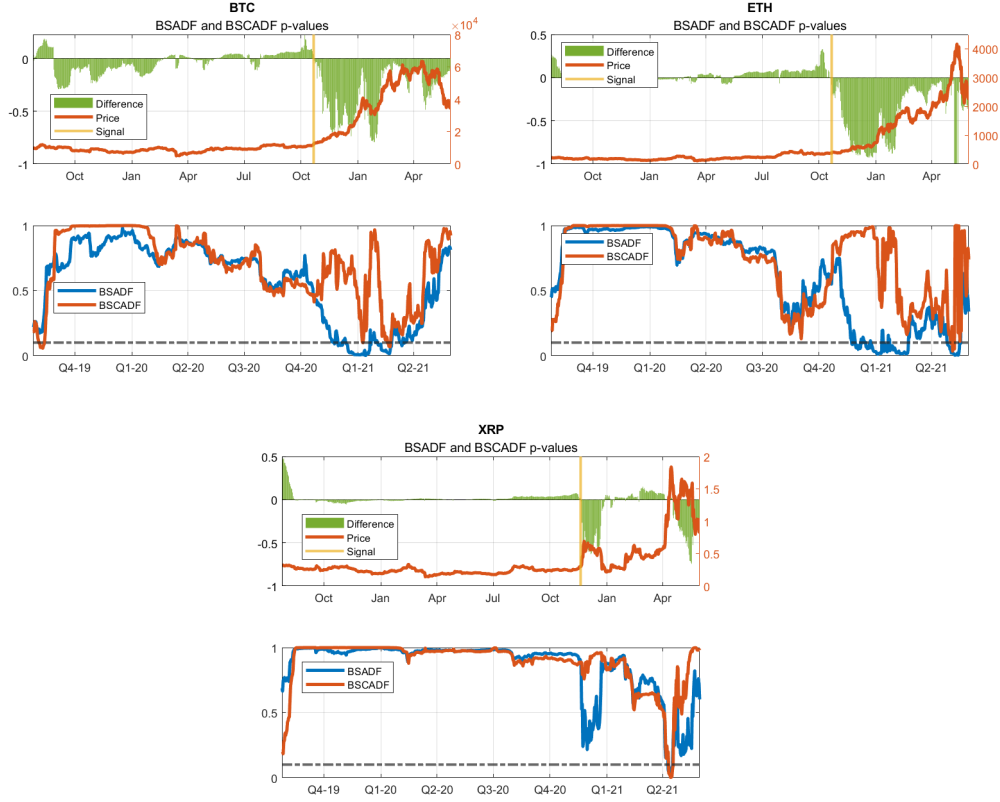 BTC
BSADF and BSCADF p-values
×10⁴
0
-0.5
-1
8
6
4
2
0
Difference
Price
Signal
Oct Jan Apr Jul Oct Jan Apr
1
0.5
0
BSADF
BSCADF
Q4-19 Q1-20 Q2-20 Q3-20 Q4-20 Q1-21 Q2-21
ETH
BSADF and BSCADF p-values
0.5
0
-0.5
-1
4000
3000
2000
1000
0
Difference
Price
Signal
Oct Jan Apr Jul Oct Jan Apr
1
0.5
0
BSADF
BSCADF
Q4-19 Q1-20 Q2-20 Q3-20 Q4-20 Q1-21 Q2-21
XRP
BSADF and BSCADF p-values
0.5
0
-0.5
-1
2
1.5
1
0.5
0
Difference
Price
Signal
Oct Jan Apr Jul Oct Jan Apr
1
0.5
0
BSADF
BSCADF
Q4-19 Q1-20 Q2-20 Q3-20 Q4-20 Q1-21 Q2-21